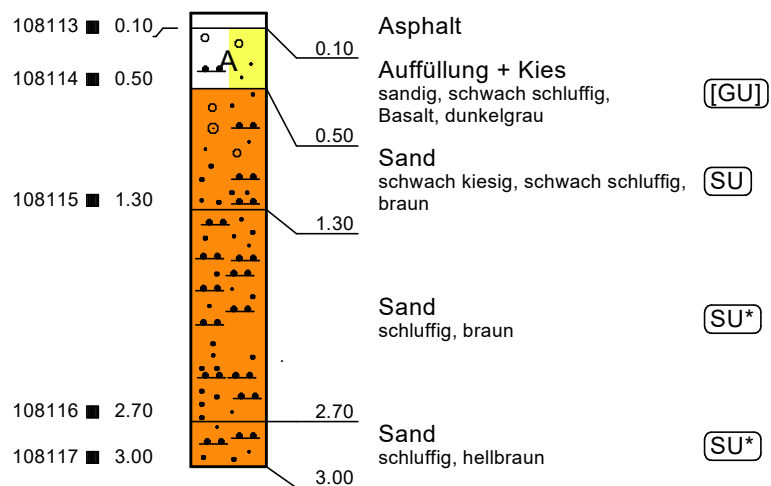 108113 0.10
0.10
Asphalt
A
108114 0.50
0.50
Auffüllung + Kies
sandig, schwach schluffig,
Basalt, dunkelgrau
[GU]
Sand
schwach kiesig, schwach schluffig,
braun
SU
108115 1.30
1.30
Sand
schluffig, braun
SU*
108116 2.70
2.70
Sand
schluffig, hellbraun
SU*
108117 3.00
3.00